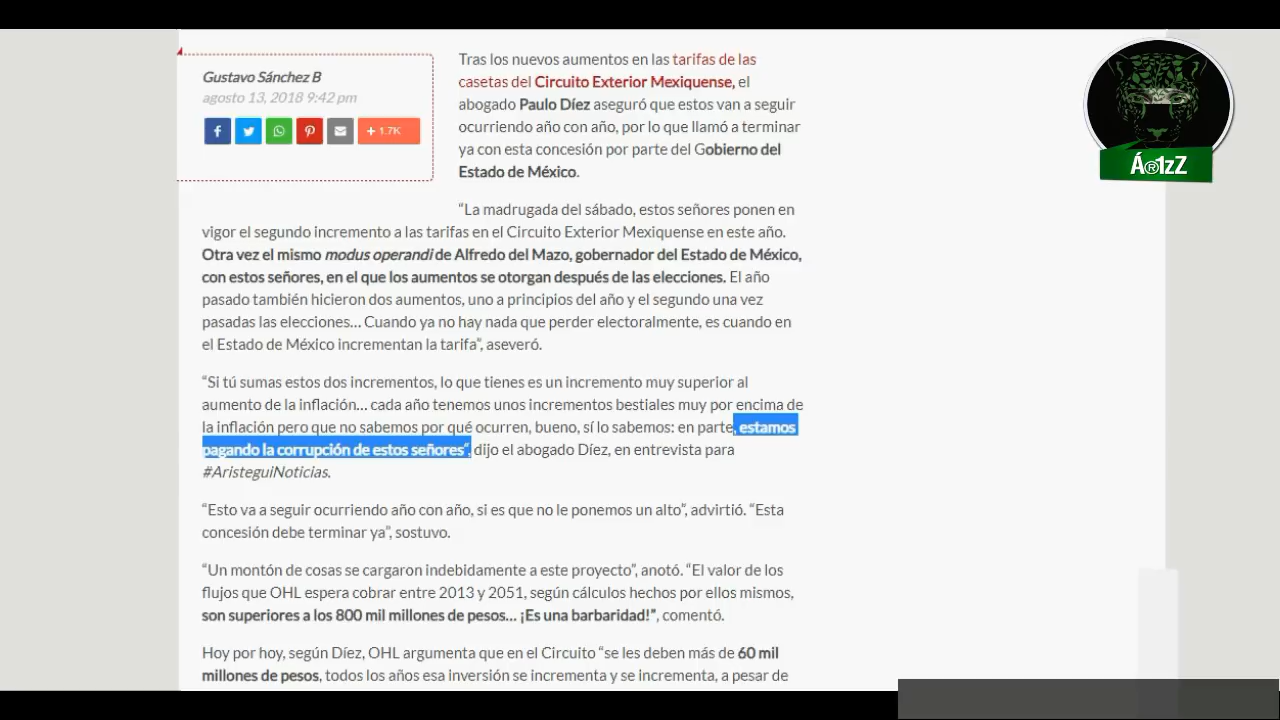 Gustavo Sánchez B
agosto 13, 2018 9:42 pm
+ 1.7K
Tras los nuevos aumentos en las tarifas de las
casetas del Circuito Exterior Mexiquense, el
abogado Paulo Díez aseguró que estos van a seguir
ocurriendo año con año, por lo que llamó a terminar
ya con esta concesión por parte del Gobierno del
Estado de México.
“La madrugada del sábado, estos señores ponen en
vigor el segundo incremento a las tarifas en el Circuito Exterior Mexiquense en este año.
Otra vez el mismo modus operandi de Alfredo del Mazo, gobernador del Estado de México,
con estos señores, en el que los aumentos se otorgan después de las elecciones. El año
pasado también hicieron dos aumentos, uno a principios del año y el segundo una vez
pasadas las elecciones… Cuando ya no hay nada que perder electoralmente, es cuando en
el Estado de México incrementan la tarifa”, aseveró.
“Si tú sumas estos dos incrementos, lo que tienes es un incremento muy superior al
aumento de la inflación… cada año tenemos unos incrementos bestiales muy por encima de
la inflación pero que no sabemos por qué ocurren, bueno, sí lo sabemos: en parte, estamos
pagando la corrupción de estos señores“, dijo el abogado Díez, en entrevista para
#AristeguiNoticias.
“Esto va a seguir ocurriendo año con año, si es que no le ponemos un alto”, advirtió. “Esta
concesión debe terminar ya”, sostuvo.
“Un montón de cosas se cargaron indebidamente a este proyecto”, anotó. “El valor de los
flujos que OHL espera cobrar entre 2013 y 2051, según cálculos hechos por ellos mismos,
son superiores a los 800 mil millones de pesos… ¡Es una barbaridad!”, comentó.
Hoy por hoy, según Díez, OHL argumenta que en el Circuito “se les deben más de 60 mil
millones de pesos, todos los años esa inversión se incrementa y se incrementa, a pesar de
Á®1zZ